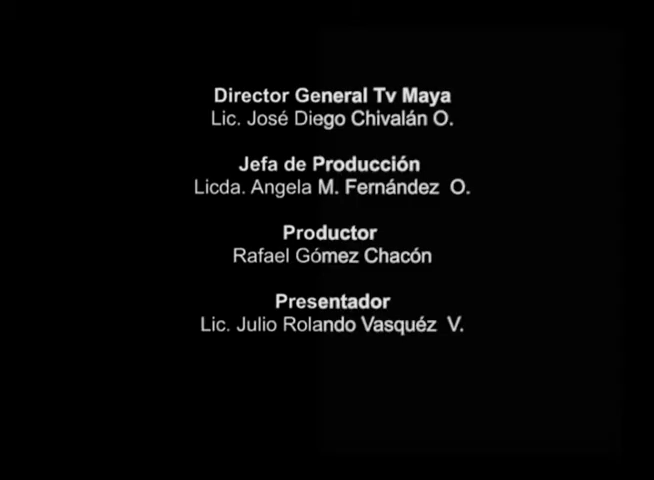 Director General Tv Maya
Lic. José Diego Chivalán O.
Jefa de Producción
Licda. Angela M. Fernández O.
Productor
Rafael Gómez Chacón
Presentador
Lic. Julio Rolando Vasquéz V.